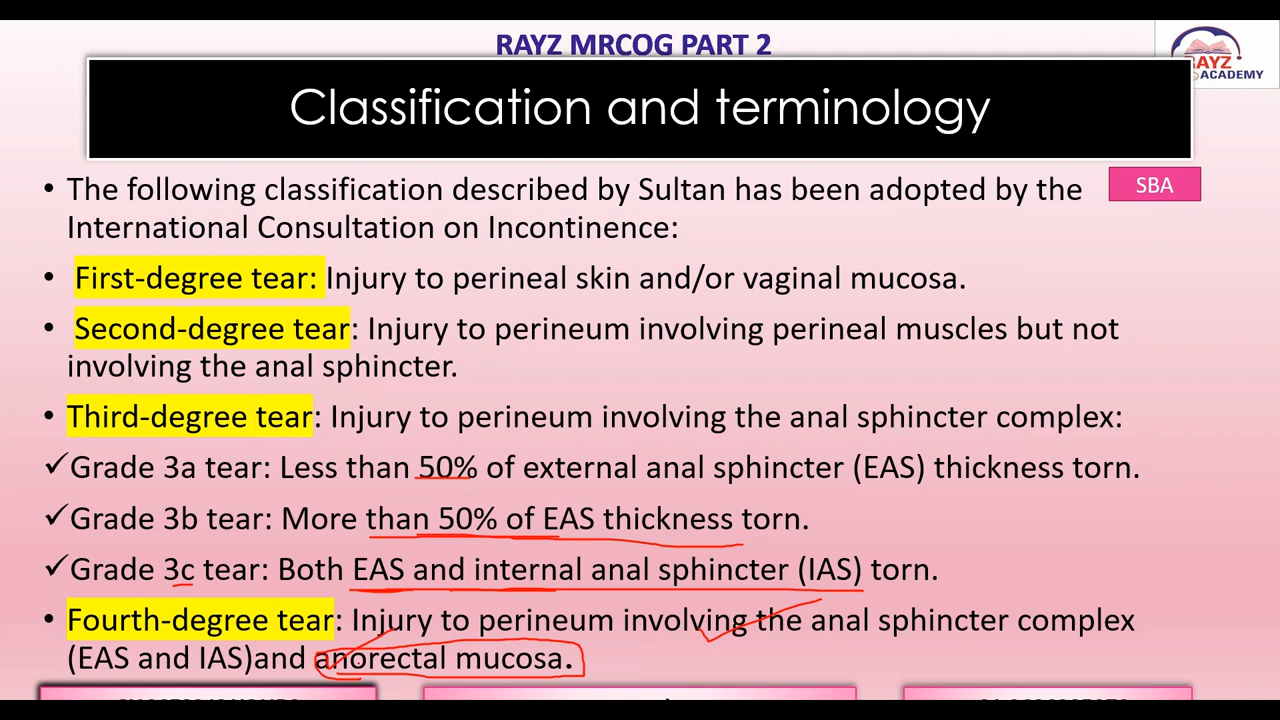 RAYZ MRCOG PART 2
RAYZ
ACADEMY
Classification and terminology
• The following classification described by Sultan has been adopted by the
International Consultation on Incontinence:
SBA
• First-degree tear: Injury to perineal skin and/or vaginal mucosa.
• Second-degree tear: Injury to perineum involving perineal muscles but not
involving the anal sphincter.
• Third-degree tear: Injury to perineum involving the anal sphincter complex:
✓Grade 3a tear: Less than 50% of external anal sphincter (EAS) thickness torn.
✓Grade 3b tear: More than 50% of EAS thickness torn.
✓Grade 3c tear: Both EAS and internal anal sphincter (IAS) torn.
• Fourth-degree tear: Injury to perineum involving the anal sphincter complex
(EAS and IAS)and anorectal mucosa.